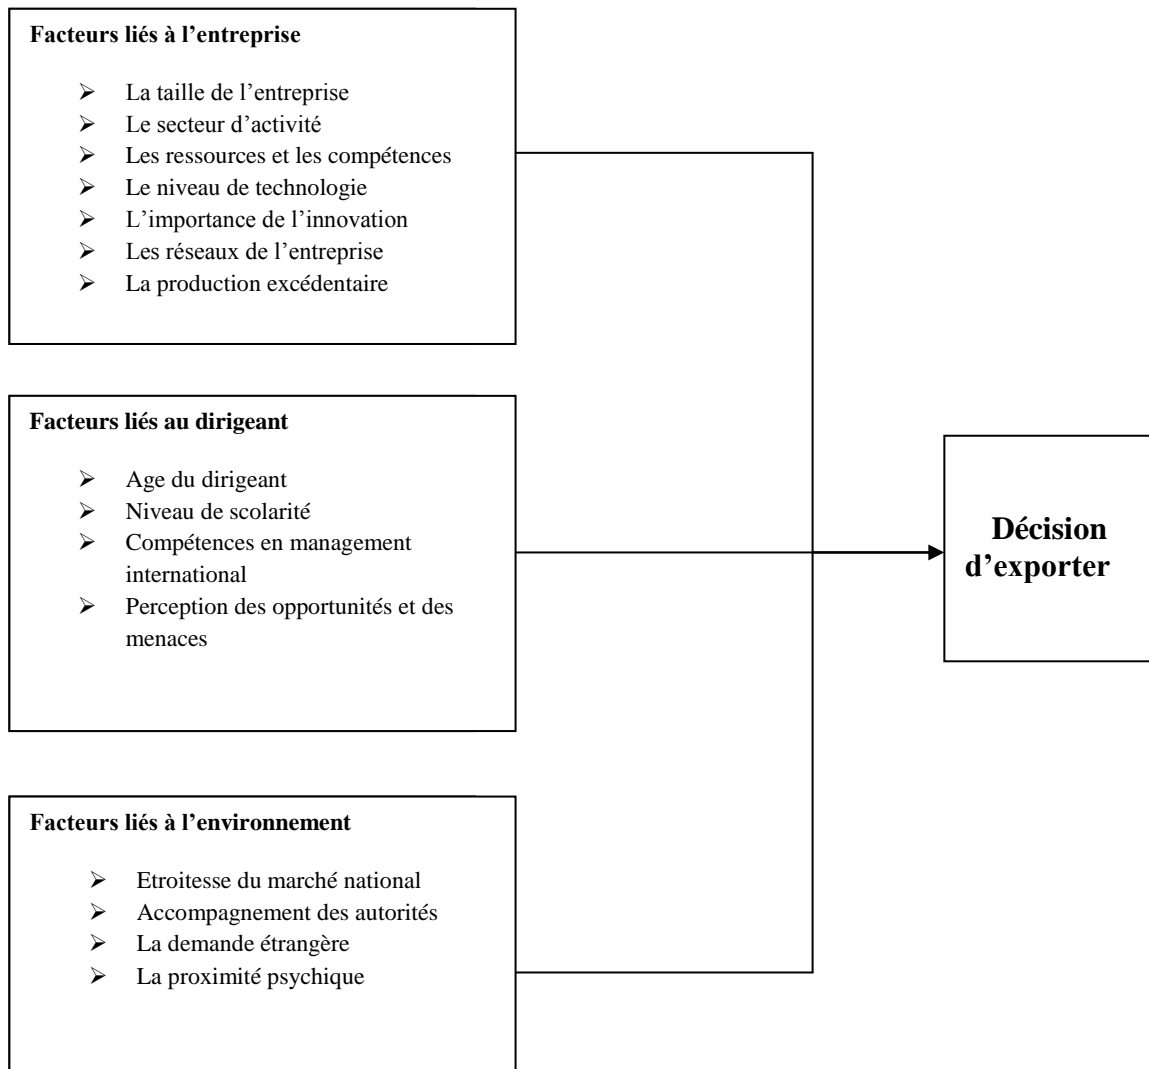 Facteurs liés à l’entreprise
➢ La taille de l’entreprise
➢ Le secteur d’activité
➢ Les ressources et les compétences
➢ Le niveau de technologie
➢ L’importance de l’innovation
➢ Les réseaux de l’entreprise
➢ La production excédentaire
Facteurs liés au dirigeant
➢ Age du dirigeant
➢ Niveau de scolarité
➢ Compétences en management
international
➢ Perception des opportunités et des
menaces
Décision
d’exporter
Facteurs liés à l’environnement
➢ Etroitesse du marché national
➢ Accompagnement des autorités
➢ La demande étrangère
➢ La proximité psychique